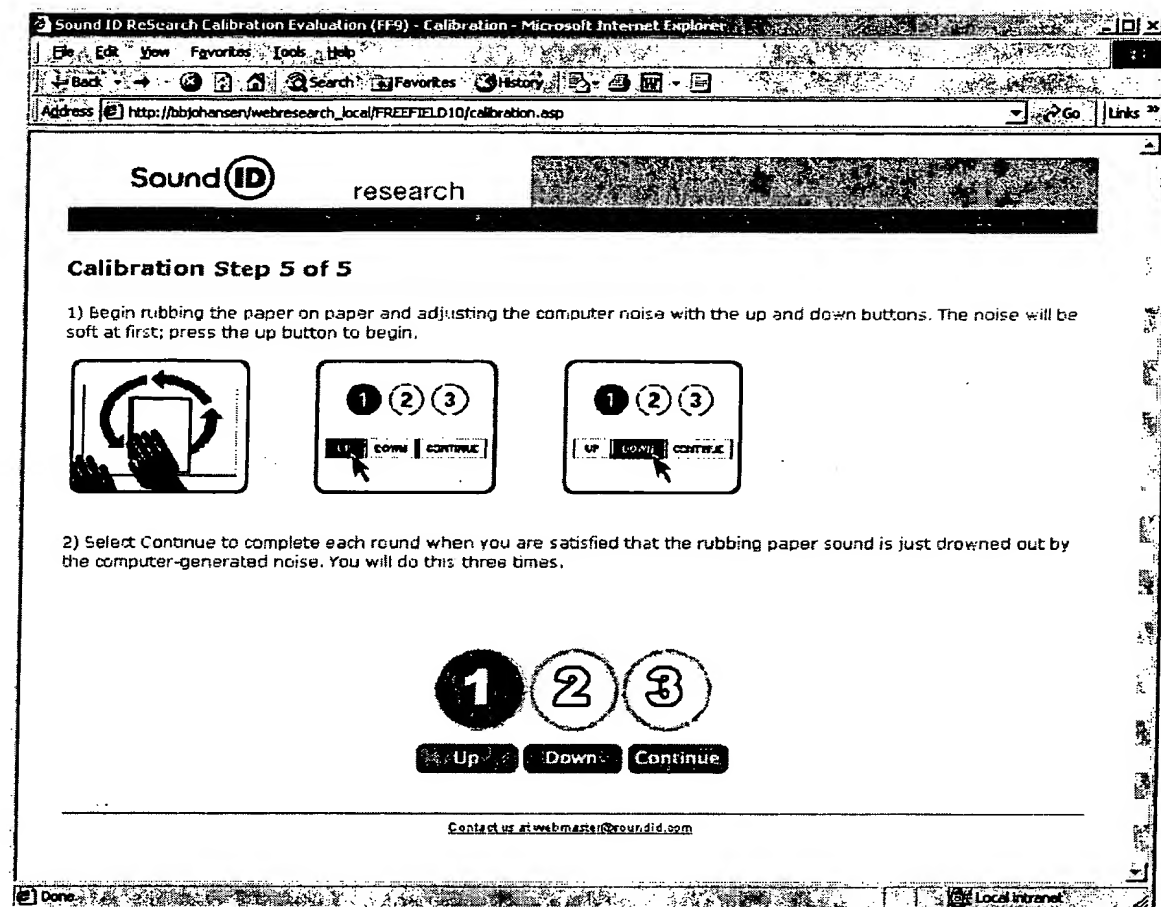 Sound ID ReSearch Calibration Evaluation (FF9) - Calibration - Microsoft Internet Explorer
File Edit View Favorites Tools Help
Back Search Favorites History
Address http://bbjohansen/webresearch_local/FREEFIELD10/calibration.asp Go Links »
Sound ID research
Calibration Step 5 of 5
1) Begin rubbing the paper on paper and adjusting the computer noise with the up and down buttons. The noise will be
soft at first; press the up button to begin.
1 2 3 1 2 3
UP DOWN CONTINUE UP DOWN CONTINUE
2) Select Continue to complete each round when you are satisfied that the rubbing paper sound is just drowned out by
the computer-generated noise. You will do this three times.
1 2 3
Up Down Continue
Contact us at webmaster@soundid.com
Done Local intranet